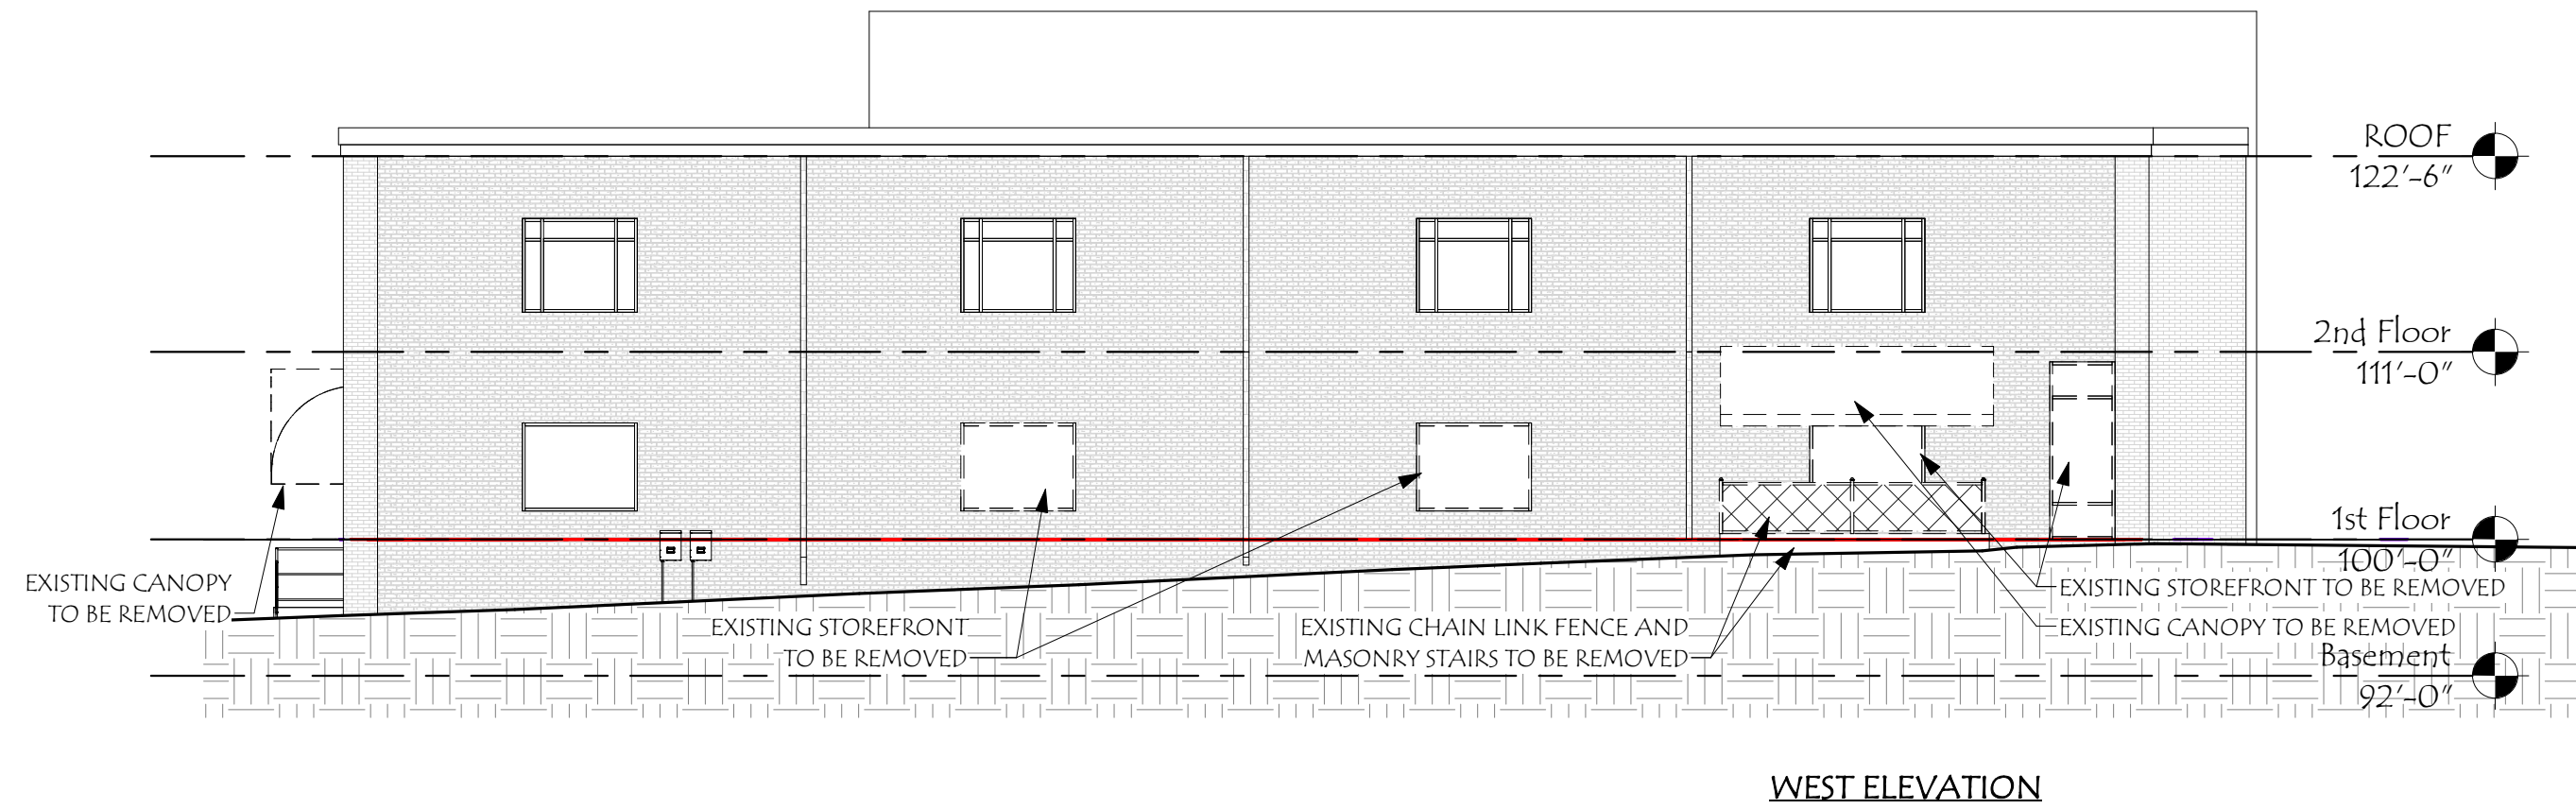 ROOF
122'-6"
2nd Floor
111'-0"
1st Floor
100'-0"
EXISTING CANOPY
TO BE REMOVED
EXISTING STOREFRONT
TO BE REMOVED
EXISTING CHAIN LINK FENCE AND
MASONRY STAIRS TO BE REMOVED
EXISTING STOREFRONT TO BE REMOVED
EXISTING CANOPY TO BE REMOVED
Basement
92'-0"
WEST ELEVATION